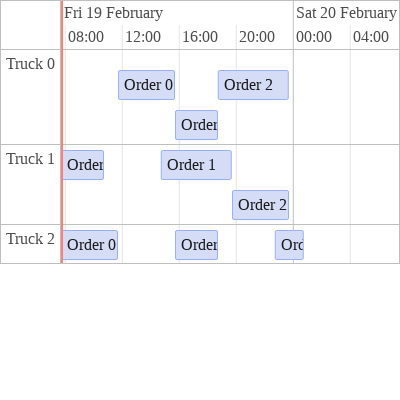 Fri 19 February
Sat 20 February
08:00
12:00
16:00
20:00
00:00
04:00
Truck 0
Order 0
Order 2
Order
Truck 1
Order
Order 1
Order 2
Truck 2
Order 0
Order